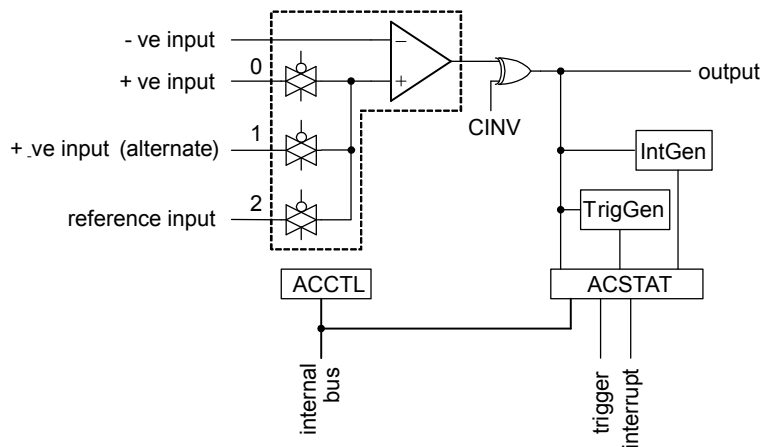 - ve input
+ ve input
0
+ -ve input (alternate)
1
reference input
2
−
+
CINV
output
IntGen
TrigGen
ACCTL
ACSTAT
internal
bus
trigger
interrupt